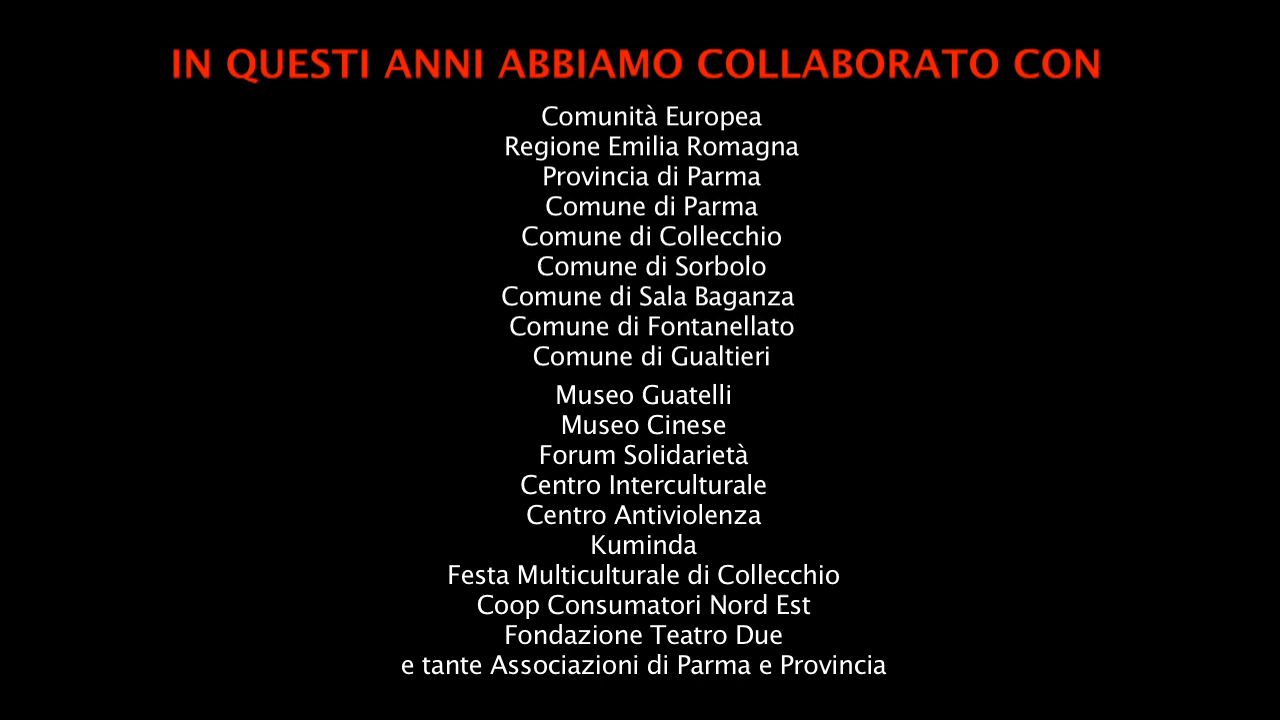 IN QUESTI ANNI ABBIAMO COLLABORATO CON
Comunità Europea
Regione Emilia Romagna
Provincia di Parma
Comune di Parma
Comune di Collecchio
Comune di Sorbolo
Comune di Sala Baganza
Comune di Fontanellato
Comune di Gualtieri
Museo Guatelli
Museo Cinese
Forum Solidarietà
Centro Interculturale
Centro Antiviolenza
Kuminda
Festa Multiculturale di Collecchio
Coop Consumatori Nord Est
Fondazione Teatro Due
e tante Associazioni di Parma e Provincia